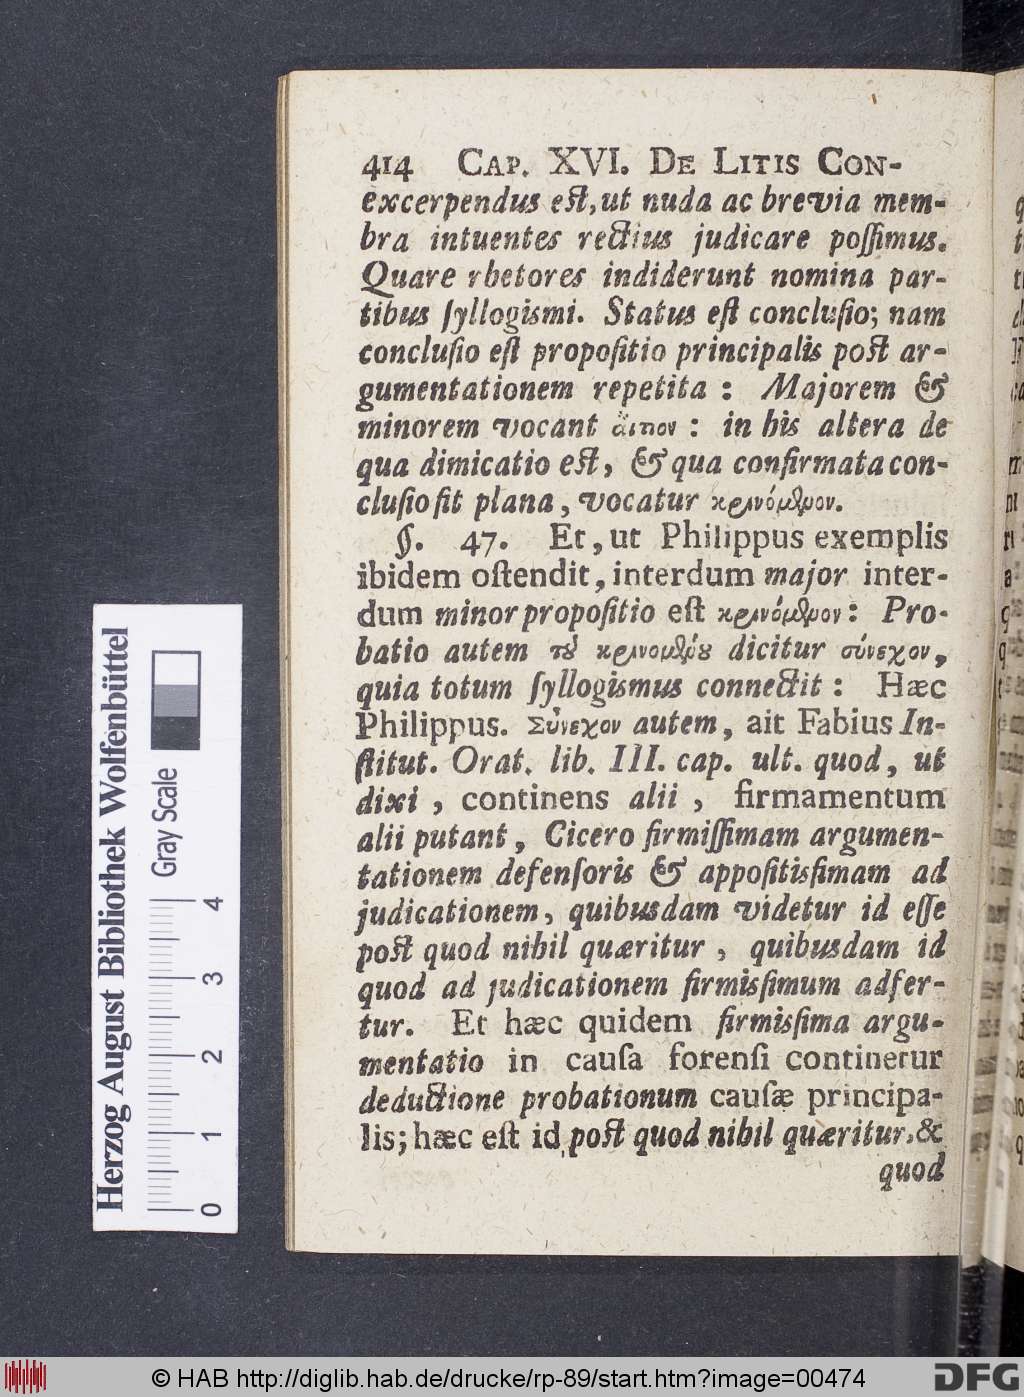 414 CAP. XVI. DE LITIS CON-
excerpendus est, ut nuda ac brevia mem-
bra intuentes rectius judicare poſſimus.
Quare rhetores indiderunt nomina par-
tibus ſyllogismi. Status eſt concluſio; nam
concluſio eſt propoſitio principalis post ar-
gumentationem repetita: Majorem &
minorem vocant ἄιτιον: in his altera de
qua dimicatio est, & qua confirmata con-
cluſio fit plana, vocatur κρινόμενον.
§. 47. Et, ut Philippus exemplis
ibidem oſtendit, interdum major inter-
dum minor propoſitio eſt κρινόμενον: Pro-
batio autem τοῦ κρινομένου dicitur σύνεχον,
quia totum ſyllogismus connectit: Hæc
Philippus. Σύνεχον autem, ait Fabius In-
ſtitut. Orat. lib. III. cap. ult. quod, ut
dixi, continens alii, firmamentum
alii putant, Cicero firmiſſimam argumen-
tationem defenſoris & appoſitisſimam ad
judicationem, quibusdam videtur id eſſe
post quod nihil quæritur, quibusdam id
quod ad judicationem firmisſimum adfer-
tur. Et hæc quidem firmisſima argu-
mentatio in cauſa forenſi continetur
deductione probationum cauſæ principa-
lis; hæc eſt id post quod nihil quæritur, &
quod
Herzog August Bibliothek Wolfenbüttel
Gray Scale
0 1 2 3 4
© HAB http://diglib.hab.de/drucke/rp-89/start.htm?image=00474
DFG